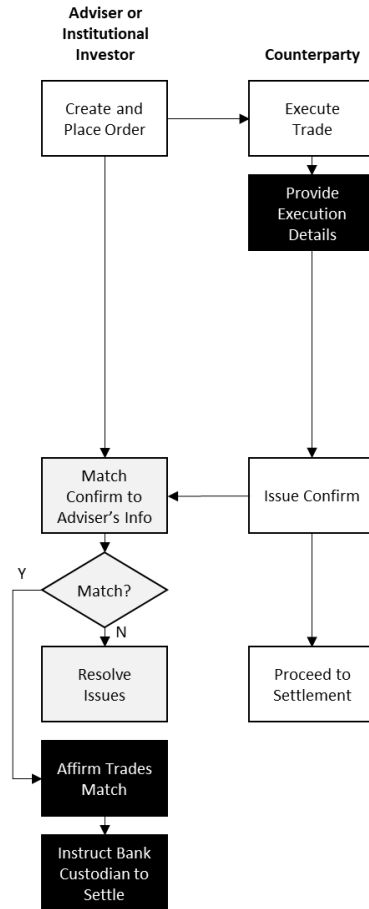 Adviser or
Institutional
Investor
Counterparty
Create and
Place Order
Execute
Trade
Provide
Execution
Details
Match
Confirm to
Adviser's Info
Issue Confirm
Y
Match?
N
Resolve
Issues
Proceed to
Settlement
Affirm Trades
Match
Instruct Bank
Custodian to
Settle